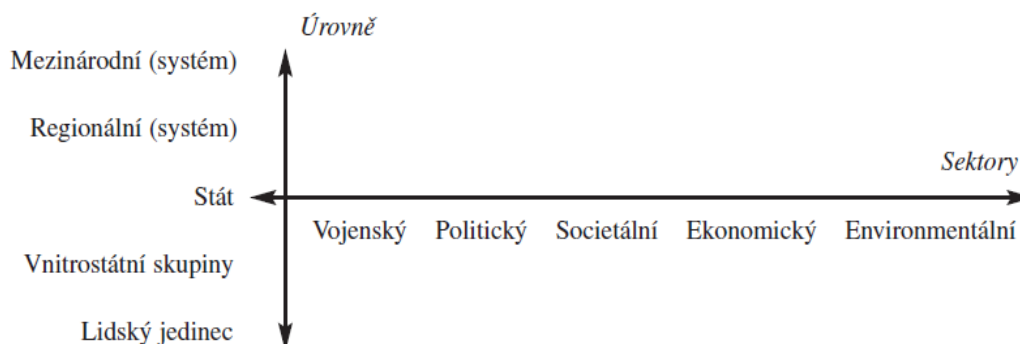 Úrovně
Mezinárodní (systém)
Regionální (systém)
Sektory
Stát
Vojenský Politický Societální Ekonomický Environmentální
Vnitrostátní skupiny
Lidský jedinec